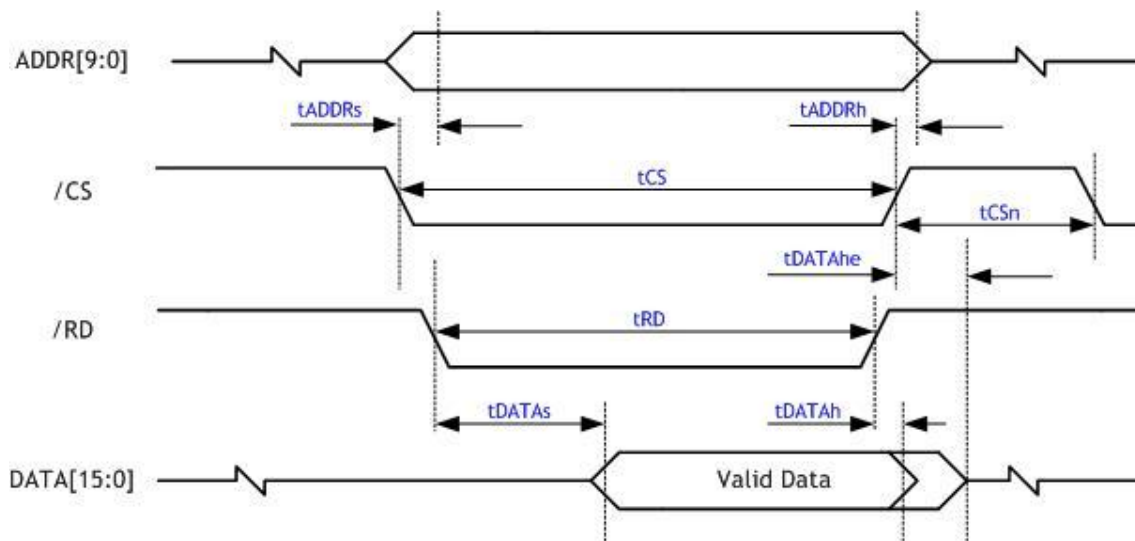 ADDR[9:0]
tADDRs
tADDRh
/CS
tCS
tCSn
tDATAhe
/RD
tRD
tDATAs
tDATAh
DATA[15:0]
Valid Data